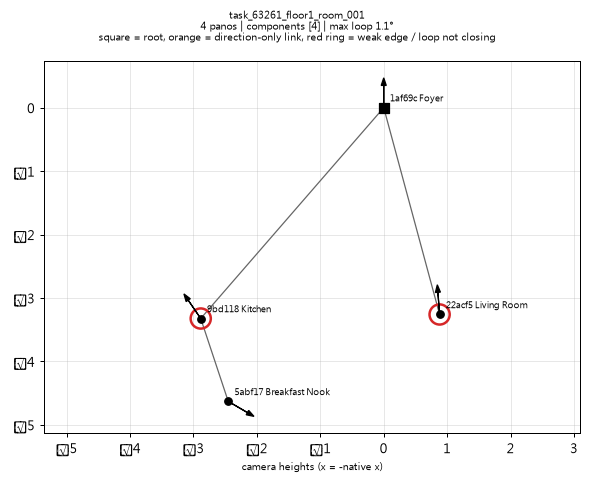 task_63261_floor1_room_001
4 panos | components [4] | max loop 1.1°
square = root, orange = direction-only link, red ring = weak edge / loop not closing
1af69c Foyer
0
1
2
3
4
5
9bd118 Kitchen
22acf5 Living Room
5abf17 Breakfast Nook
5 4 3 2 1 0 1 2 3
camera heights (x = -native x)